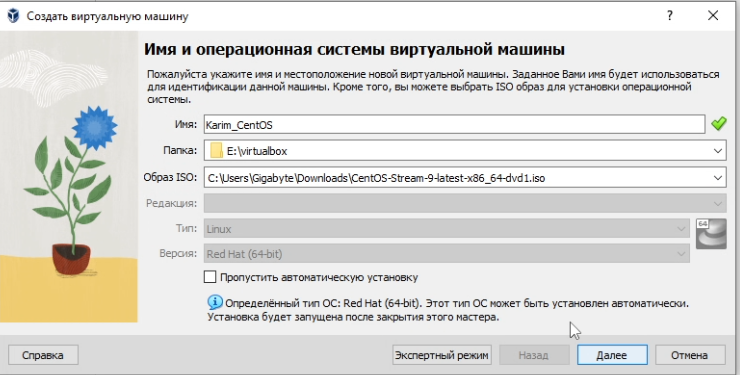 Создать виртуальную машину
Имя и операционная системы виртуальной машины
Пожалуйста укажите имя и местоположение новой виртуальной машины. Заданное Вами имя будет использоваться
для идентификации данной машины. Кроме того, вы можете выбрать ISO образ для установки операционной
системы.
Имя: Karim_CentOS
Папка: E:\virtualbox
Образ ISO: C:\Users\Gigabyte\Downloads\CentOS-Stream-9-latest-x86_64-dvd1.iso
Редакция:
Тип: Linux
64
Версия: Red Hat (64-bit)
Пропустить автоматическую установку
Определённый тип ОС: Red Hat (64-bit). Этот тип ОС может быть установлен автоматически.
Установка будет запущена после закрытия этого мастера.
Справка Экспертный режим Назад Далее Отмена